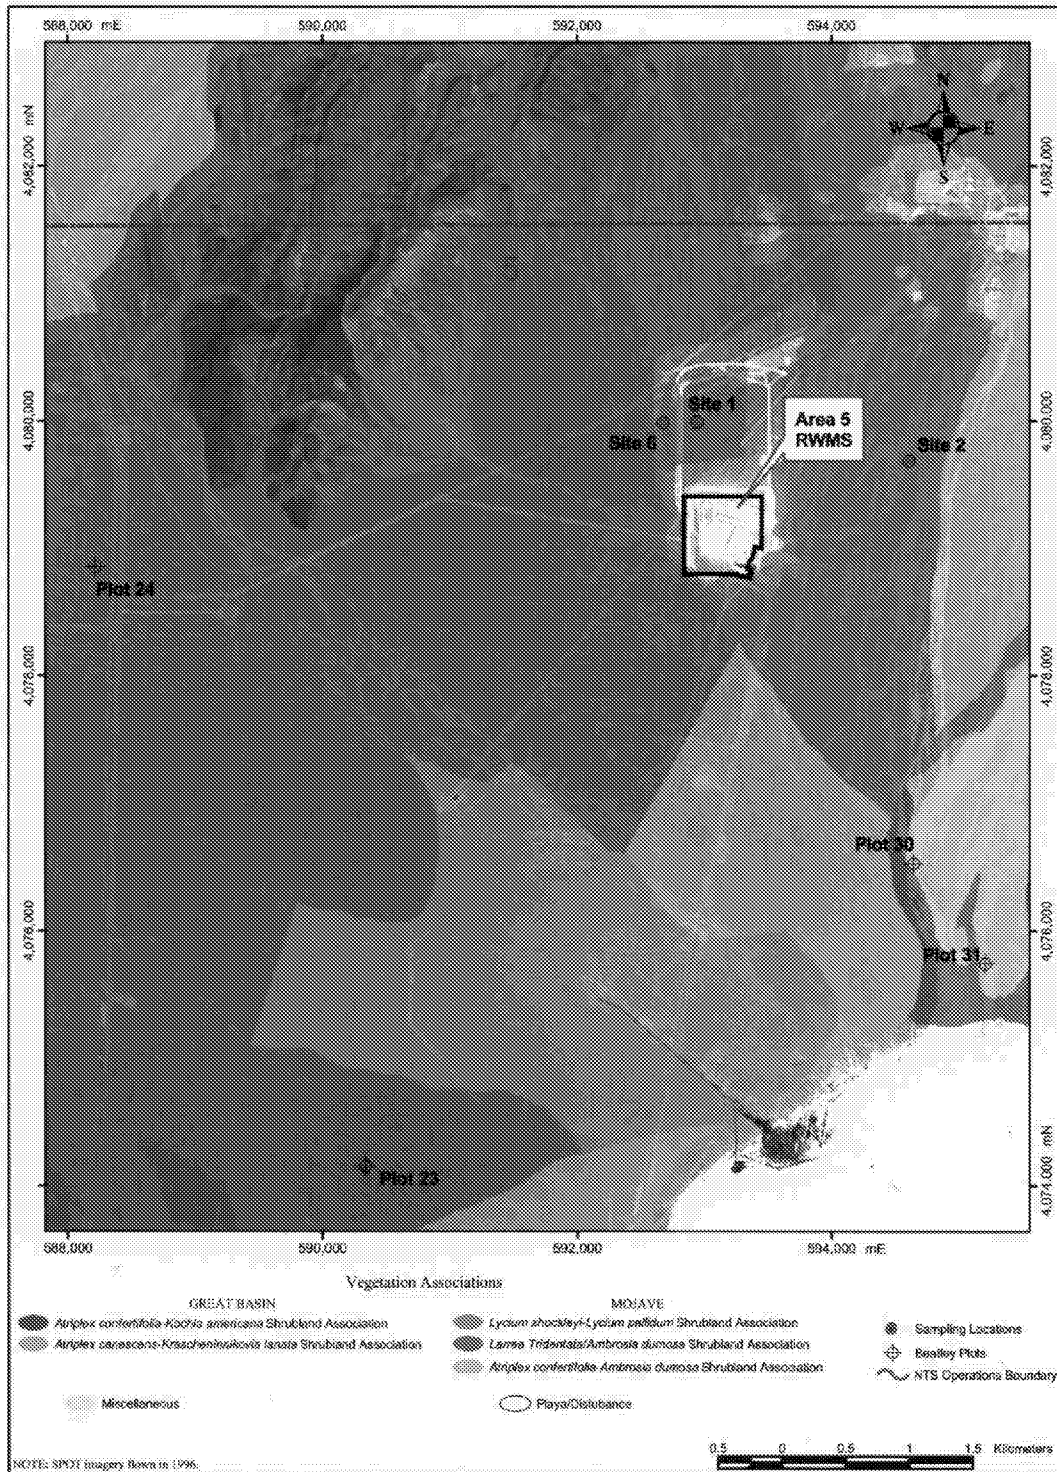 588,000 mE 590,000 592,000 594,000
N
W E
S
4,082,000 mN
4,082,000
4,080,000
4,080,000
4,078,000
4,078,000
4,076,000
4,076,000
4,074,000 mN
Site 1
Site 6
Area 5
RWMS
Site 2
Plot 24
Plot 30
Plot 31
Plot 23
588,000 590,000 592,000 594,000 mE
Vegetation Associations
GREAT BASIN
Atriplex confertifolia-Kochia americana Shrubland Association
Atriplex canescens-Krascheninnikovia lanata Shrubland Association
MOJAVE
Lycium shockleyi-Lycium pallidum Shrubland Association
Larrea Tridentata/Ambrosia dumosa Shrubland Association
Atriplex confertifolia-Ambrosia dumosa Shrubland Association
Sampling Locations
Beatley Plots
NTS Operations Boundary
Miscellaneous
Playa/Distubance
0.5 0 0.5 1 1.5 Kilometers
NOTE: SPOT imagery flown in 1996.